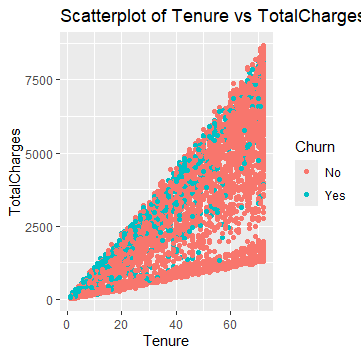 Scatterplot of Tenure vs TotalCharges
7500
5000
2500
0
TotalCharges
0 20 40 60
Tenure
Churn
No
Yes